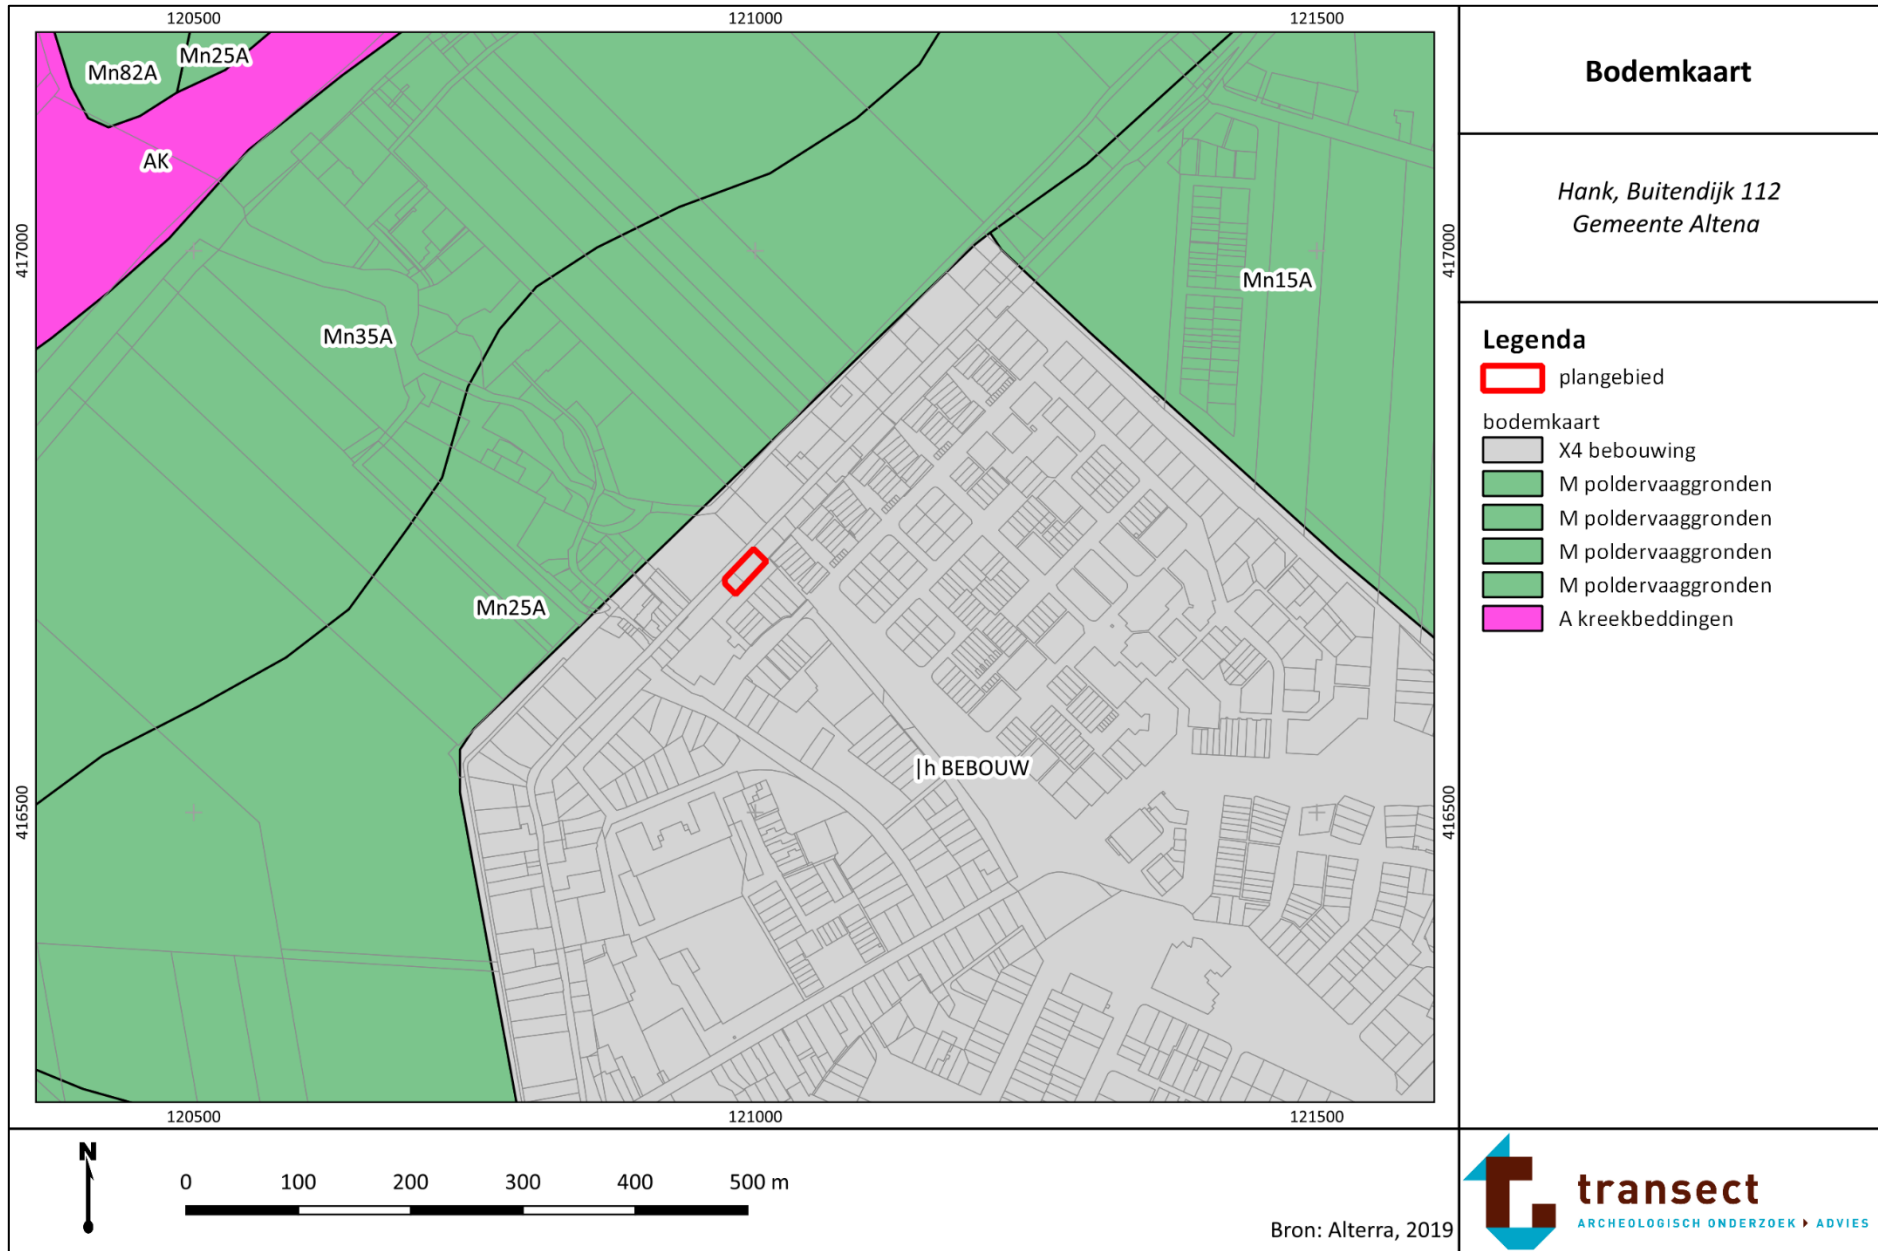 120500 121000 121500
Mn82A
Mn25A
AK
417000
417000
Mn15A
Mn35A
Mn25A
|h BEBOUW
416500
416500
120500 121000 121500
Bodemkaart
Hank, Buitendijk 112
Gemeente Altena
Legenda
plangebied
bodemkaart
X4 bebouwing
M poldervaaggronden
M poldervaaggronden
M poldervaaggronden
M poldervaaggronden
A kreekbeddingen
N
0 100 200 300 400 500 m
Bron: Alterra, 2019
transect
ARCHEOLOGISCH ONDERZOEK ▸ ADVIES